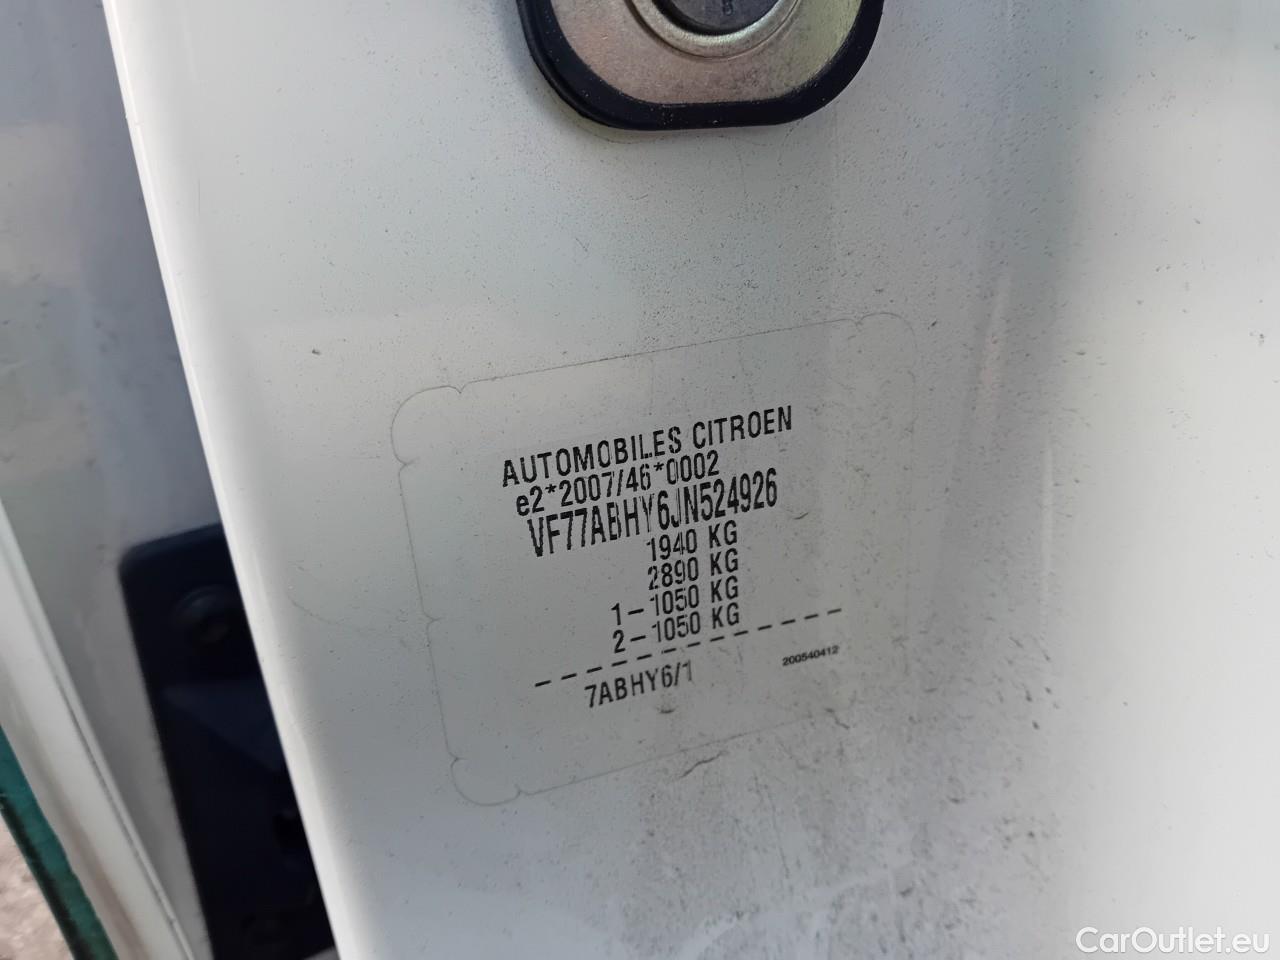 AUTOMOBILES CITROEN
e2*2007/46*0002
VF77ABHY6JN524926
1940 KG
2890 KG
1-1050 KG
2-1050 KG
7ABHY6/1
200540412
CarOutlet.eu